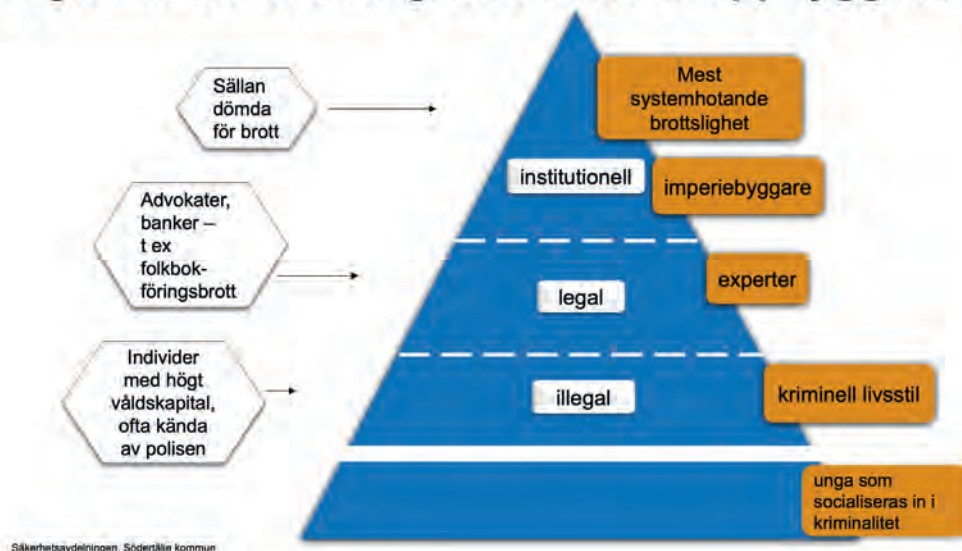 Sällan
dömda
för brott
Mest
systemhotande
brottslighet
institutionell
imperiebyggare
Advokater,
banker –
t ex
folkbok-
föringsbrott
legal
experter
Individer
med högt
våldskapital,
ofta kända
av polisen
illegal
kriminell livsstil
unga som
socialiseras in i
kriminalitet
Säkerhetsavdelningen, Södertälje kommun